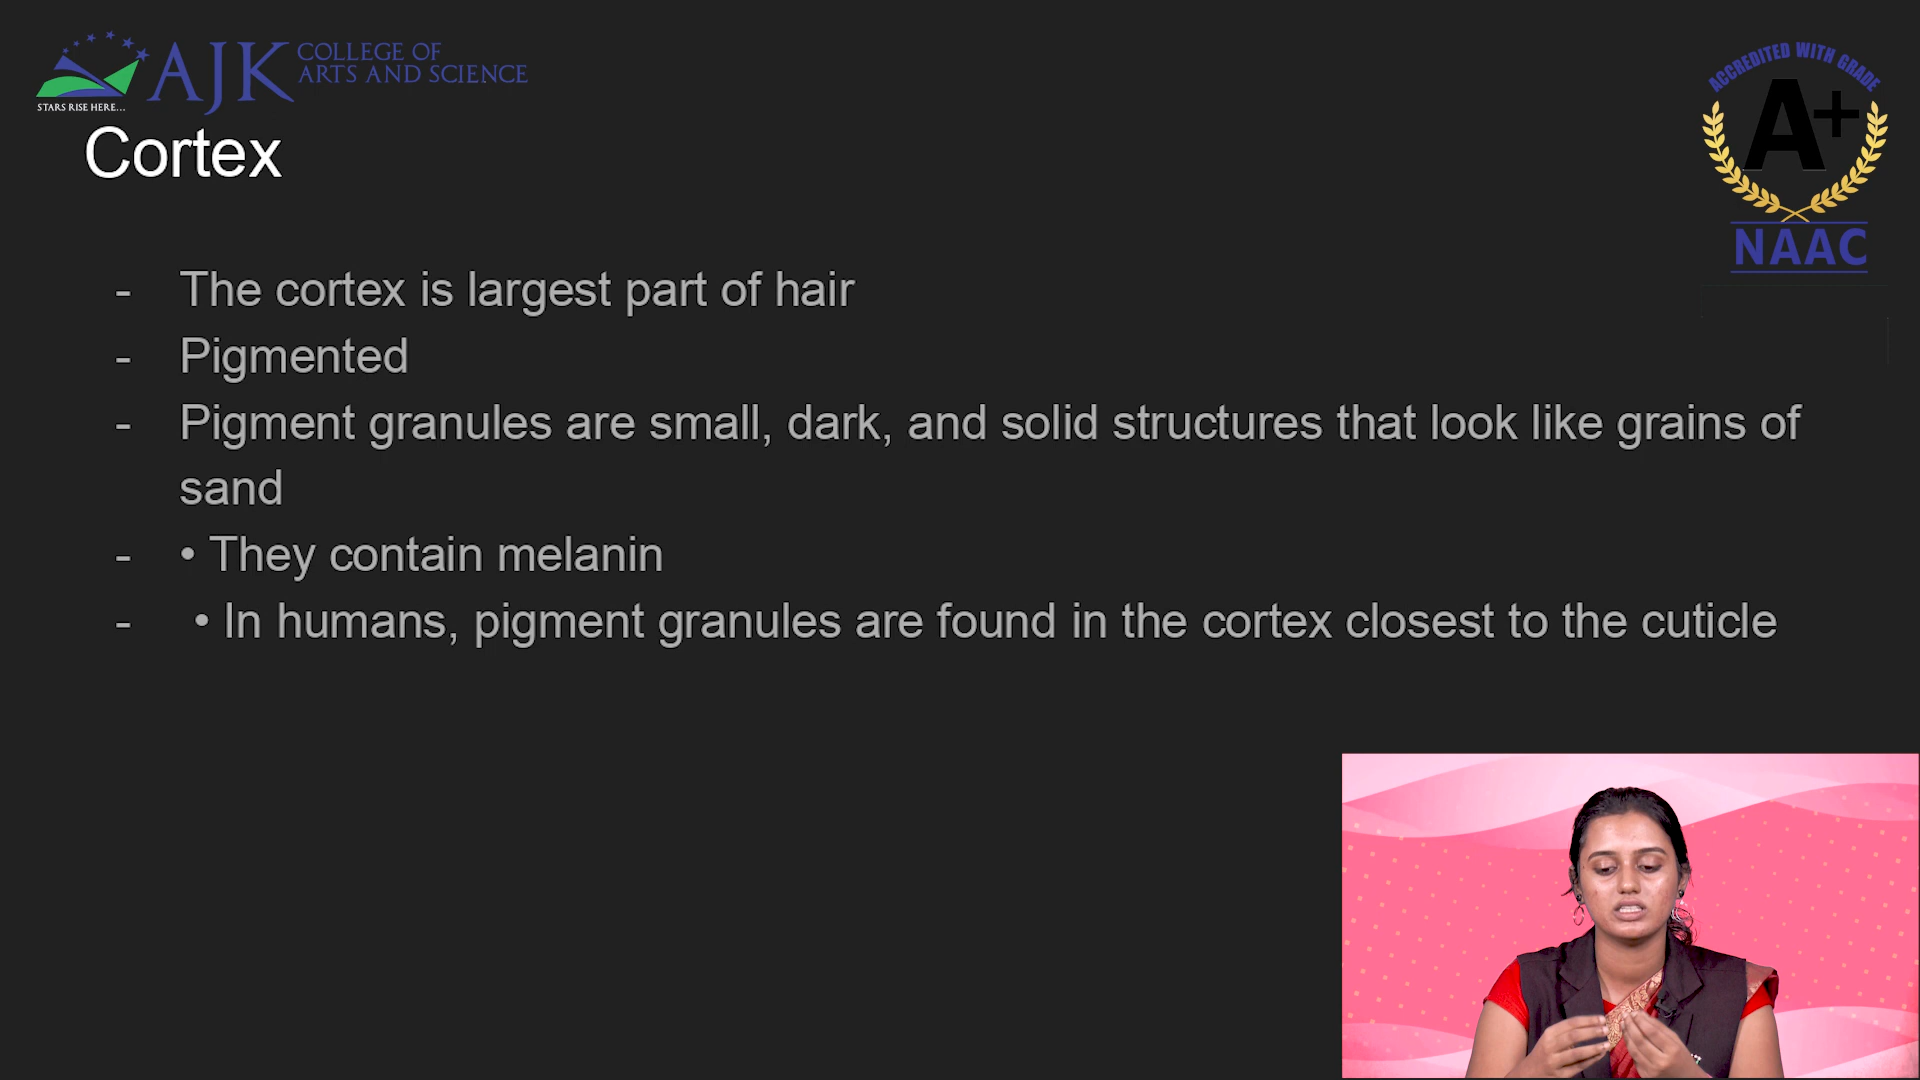 AJK COLLEGE OF
ARTS AND SCIENCE
STARS RISE HERE...
ACCREDITED WITH GRADE
A+
NAAC
Cortex
- The cortex is largest part of hair
- Pigmented
- Pigment granules are small, dark, and solid structures that look like grains of
sand
- • They contain melanin
- • In humans, pigment granules are found in the cortex closest to the cuticle